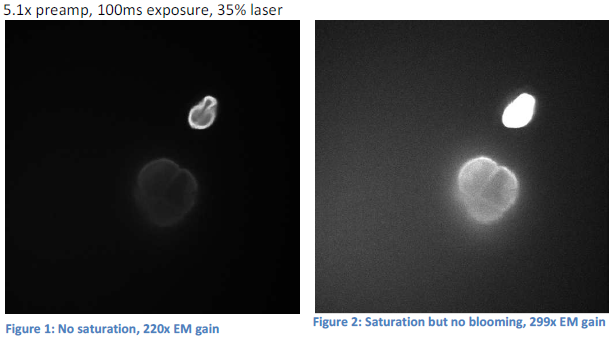 5.1x preamp, 100ms exposure, 35% laser
Figure 1: No saturation, 220x EM gain
Figure 2: Saturation but no blooming, 299x EM gain